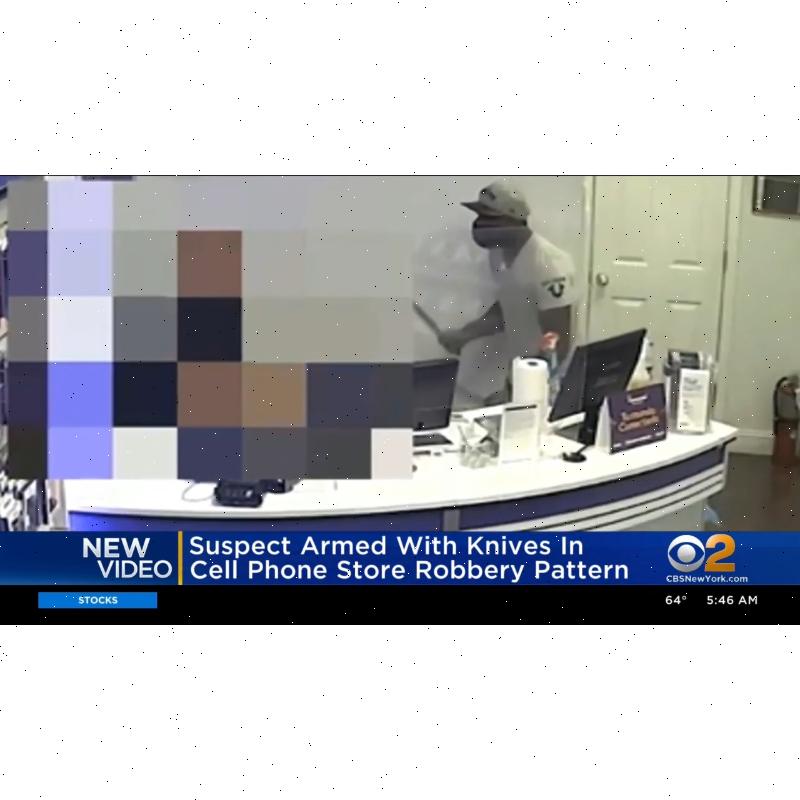 NEW
VIDEO
Suspect Armed With Knives In
Cell Phone Store Robbery Pattern
2
CBSNewYork.com
STOCKS
64° 5:46 AM